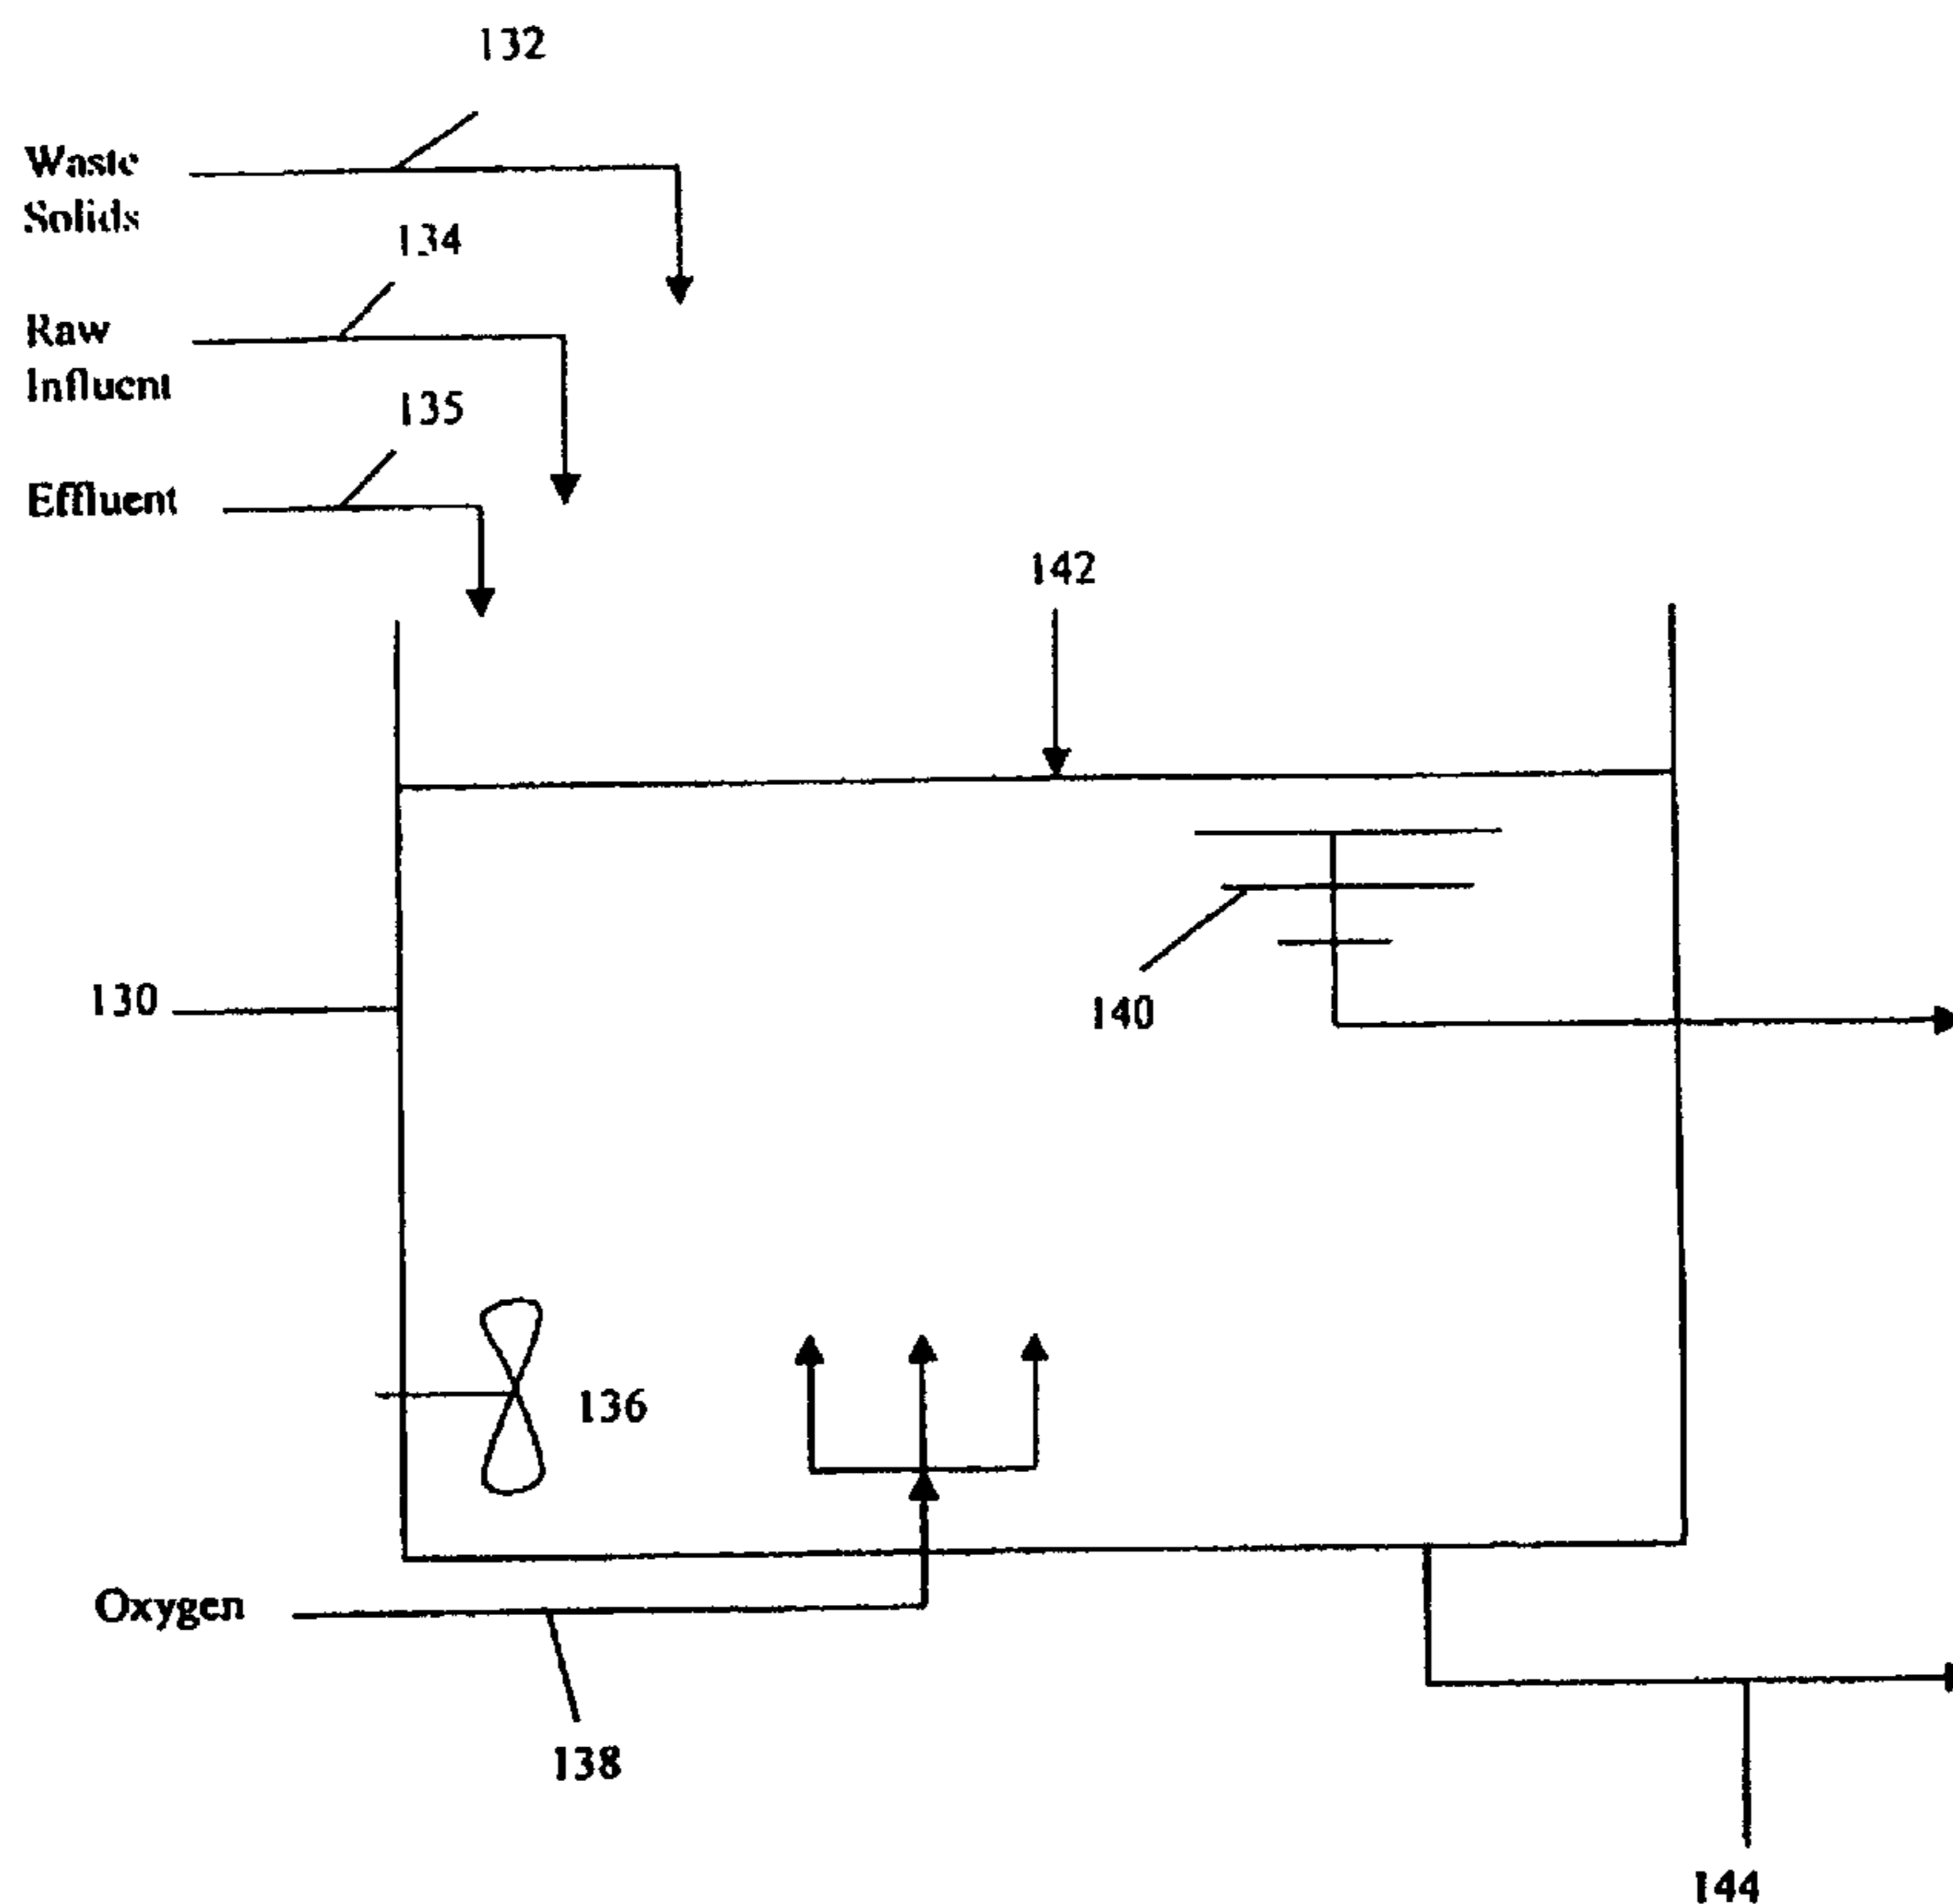 132
Waste
Solids
134
Raw
Influent
135
Effluent
142
130
140
136
Oxygen
138
144